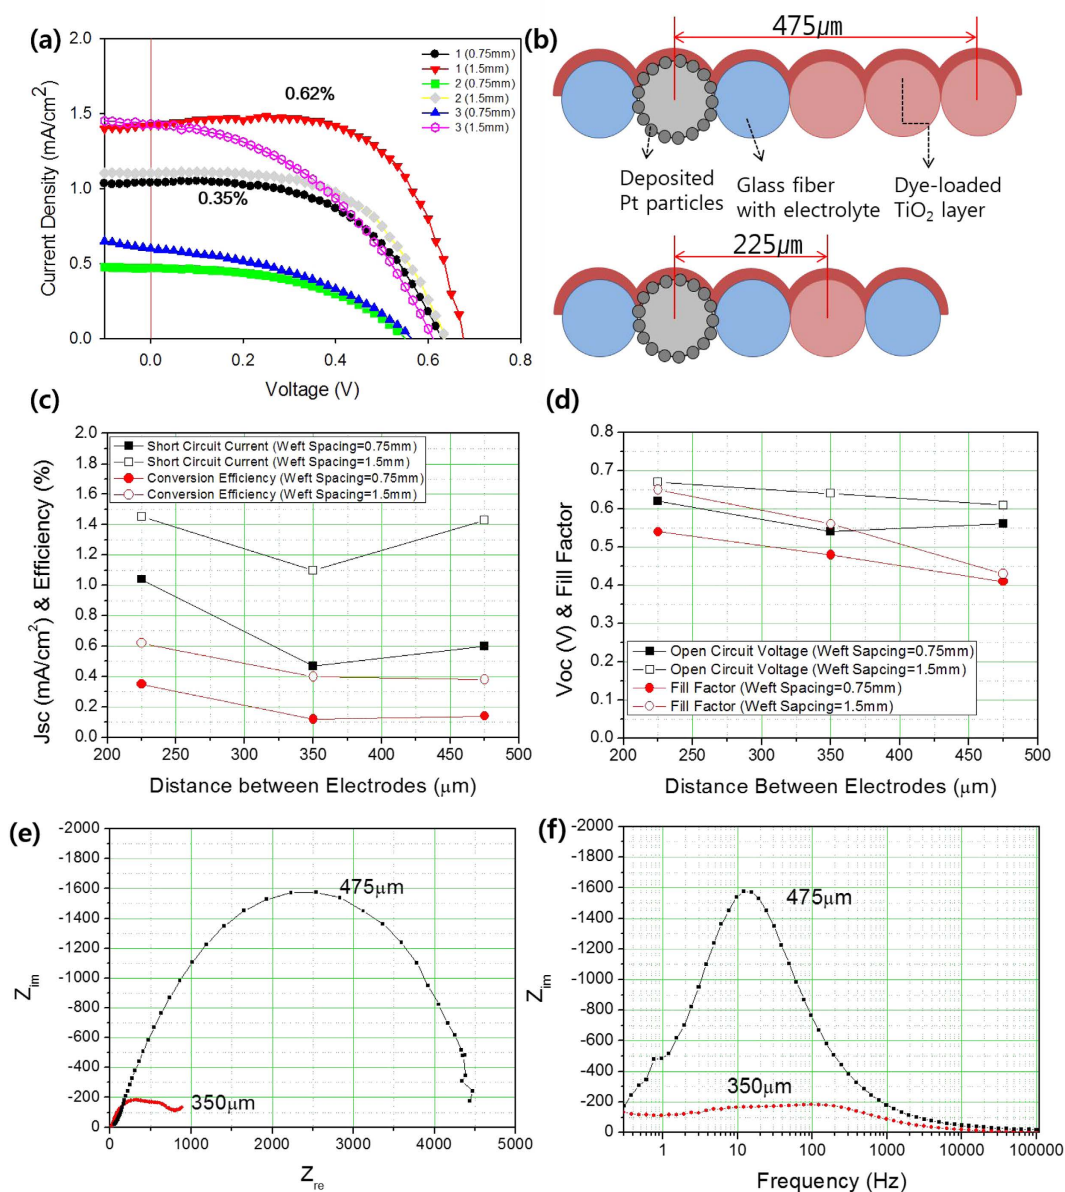 (a)
Current Density (mA/cm²)
2.0
1.5
1.0
0.5
0.0
0.0
0.2
0.4
0.6
0.8
Voltage (V)
1 (0.75mm)
1 (1.5mm)
2 (0.75mm)
2 (1.5mm)
3 (0.75mm)
3 (1.5mm)
0.62%
0.35%
(b)
475μm
Deposited
Pt particles
Glass fiber
with electrolyte
Dye-loaded
TiO₂ layer
225μm
(c)
Jsc (mA/cm²) & Efficiency (%)
2.0
1.8
1.6
1.4
1.2
1.0
0.8
0.6
0.4
0.2
0.0
Short Circuit Current (Weft Spacing=0.75mm)
Short Circuit Current (Weft Spacing=1.5mm)
Conversion Efficiency (Weft Spacing=0.75mm)
Conversion Efficiency (Weft Spacing=1.5mm)
200
250
300
350
400
450
500
Distance between Electrodes (μm)
(d)
Voc (V) & Fill Factor
0.8
0.7
0.6
0.5
0.4
0.3
0.2
0.1
0.0
Open Circuit Voltage (Weft Sapcing=0.75mm)
Open Circuit Voltage (Weft Sapcing=1.5mm)
Fill Factor (Weft Spacing=0.75mm)
Fill Factor (Weft Sapcing=1.5mm)
200
250
300
350
400
450
500
Distance Between Electrodes (μm)
(e)
Zim
-2000
-1800
-1600
-1400
-1200
-1000
-800
-600
-400
-200
0
475μm
350μm
0
1000
2000
3000
4000
5000
Zre
(f)
Zim
-2000
-1800
-1600
-1400
-1200
-1000
-800
-600
-400
-200
0
475μm
350μm
1
10
100
1000
10000
100000
Frequency (Hz)